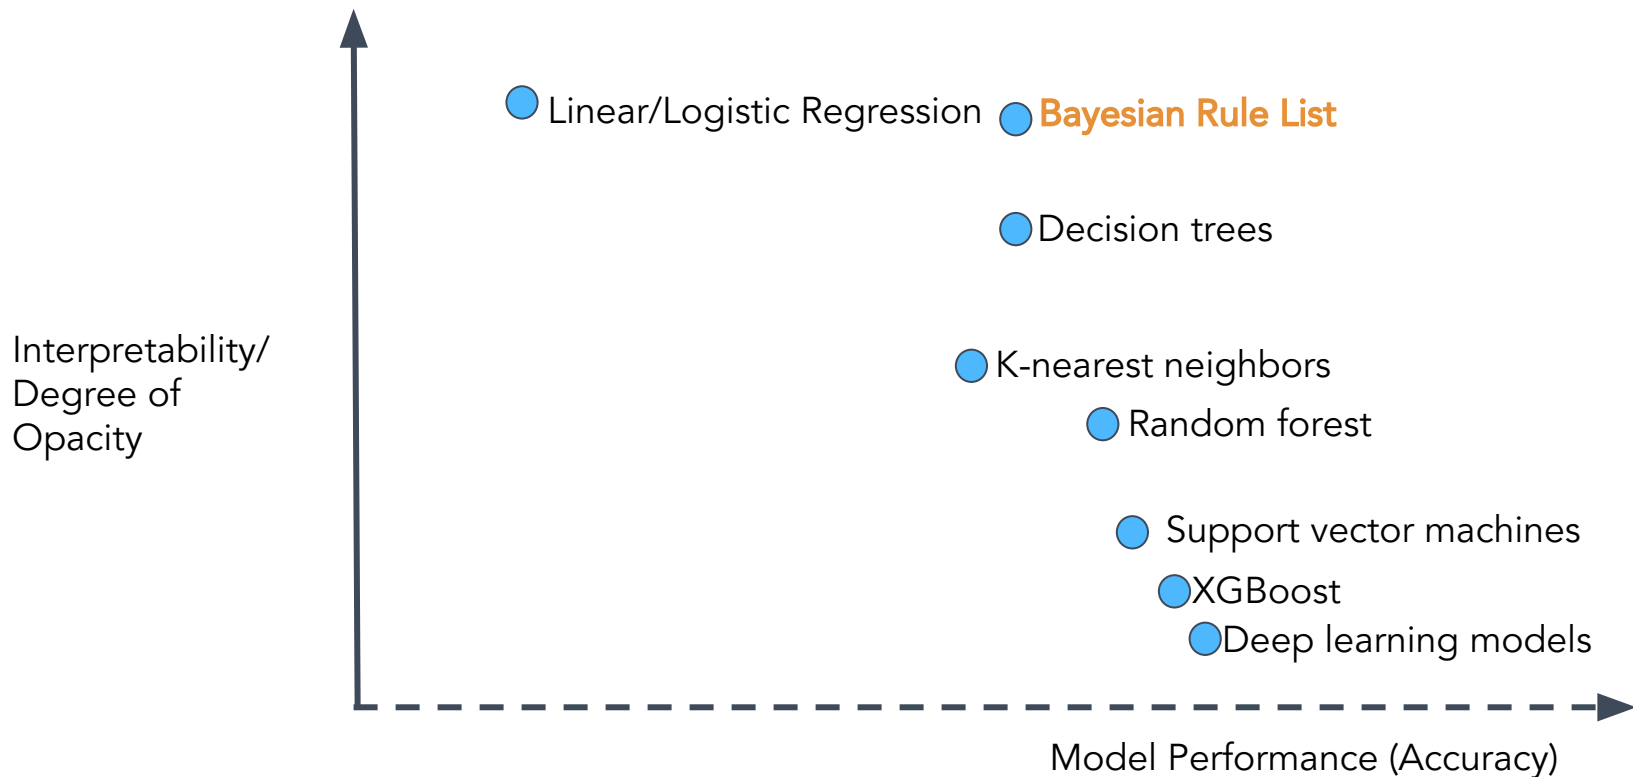 Linear/Logistic Regression
Bayesian Rule List
Decision trees
Interpretability/
Degree of
Opacity
K-nearest neighbors
Random forest
Support vector machines
XGBoost
Deep learning models
Model Performance (Accuracy)